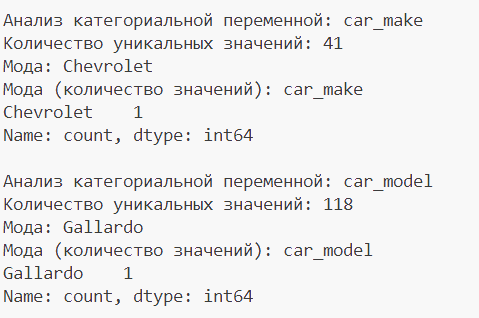 Анализ категориальной переменной: car_make
Количество уникальных значений: 41
Мода: Chevrolet
Мода (количество значений): car_make
Chevrolet    1
Name: count, dtype: int64

Анализ категориальной переменной: car_model
Количество уникальных значений: 118
Мода: Gallardo
Мода (количество значений): car_model
Gallardo    1
Name: count, dtype: int64